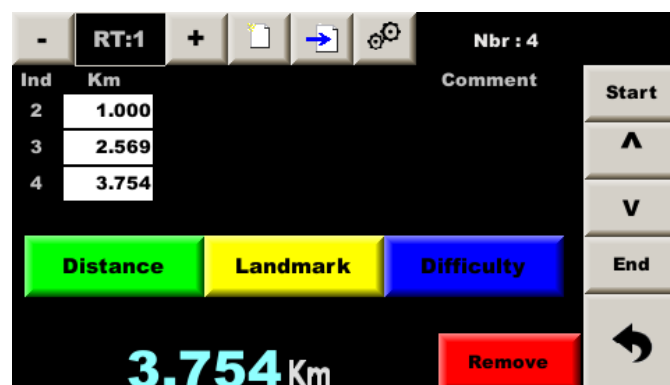 - RT:1 + Nbr : 4
Ind Km Comment
Start
2 1.000
3 2.569
ʌ
4 3.754
v
Distance Landmark Difficulty End
3.754 Km Remove